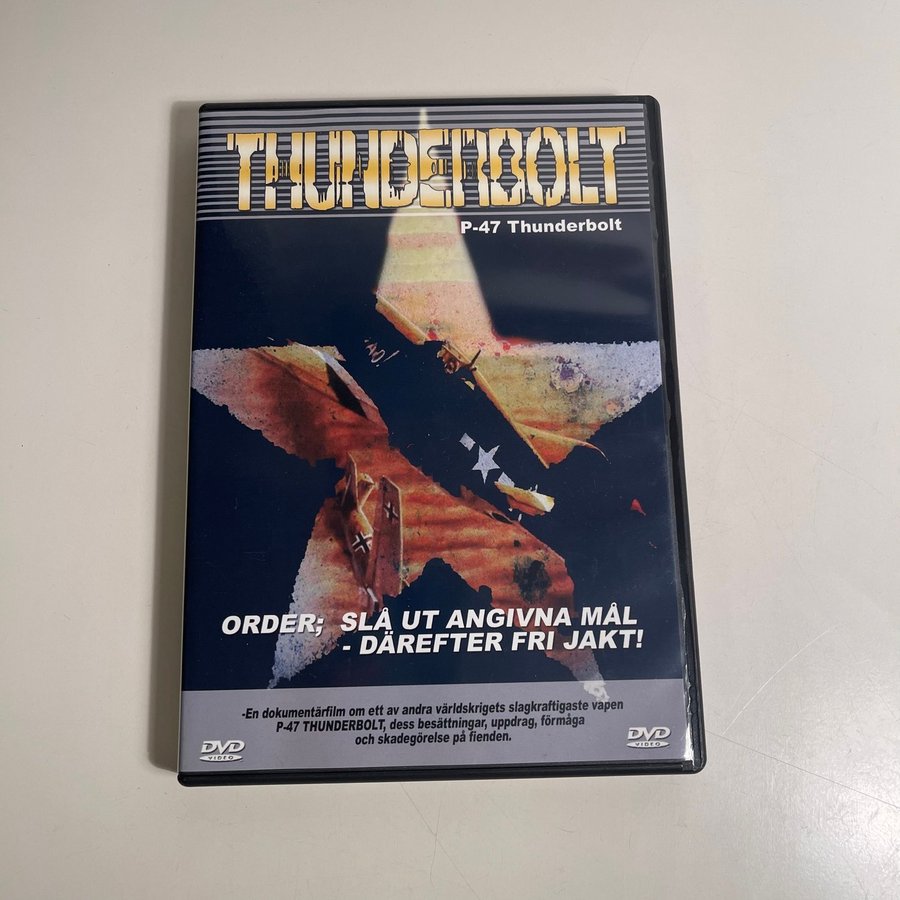 THUNDERBOLT
P-47 Thunderbolt
ORDER; SLÅ UT ANGIVNA MÅL
- DÄREFTER FRI JAKT!
-En dokumentärfilm om ett av andra världskrigets slagkraftigaste vapen
P-47 THUNDERBOLT, dess besättningar, uppdrag, förmåga
och skadegörelse på fienden.
DVD VIDEO
DVD VIDEO